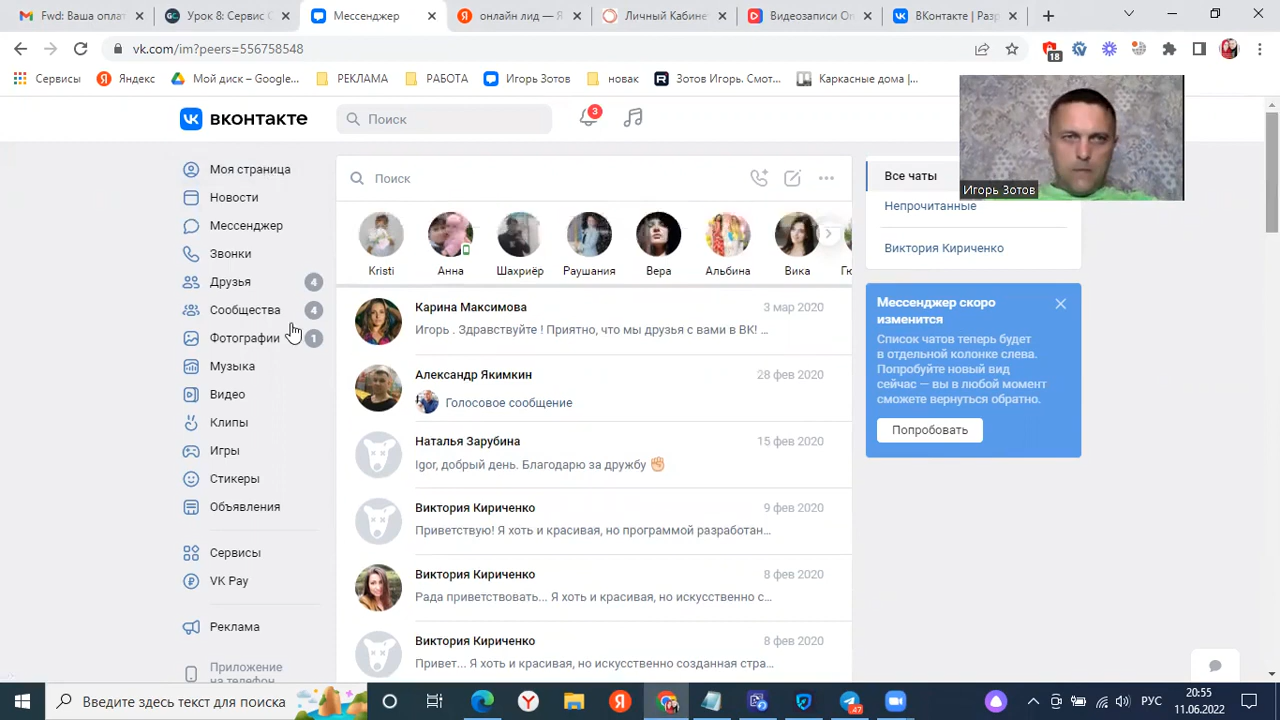 Fwd: Ваша опла
Урок 8: Сервис С
Мессенджер
онлайн лид — Я
Личный Кабине
Видеозаписи Он
ВКонтакте | Раз
vk.com/im?peers=556758548
18
Сервисы
Яндекс
Мой диск – Google...
РЕКЛАМА
РАБОТА
Игорь Зотов
новак
Зотов Игорь. Смот...
Каркасные дома |...
вконтакте
Поиск
3
Моя страница
Новости
Мессенджер
Звонки
Друзья 4
Сообщества 4
Фотографии 1
Музыка
Видео
Клипы
Игры
Стикеры
Объявления
Сервисы
VK Pay
Реклама
Приложение
на телефон
Поиск
Kristi
Анна
Шахриёр
Раушания
Вера
Альбина
Вика
Карина Максимова 3 мар 2020
Игорь . Здравствуйте ! Приятно, что мы друзья с вами в ВК! ...
Александр Якимкин 28 фев 2020
Голосовое сообщение
Наталья Зарубина 15 фев 2020
Igor, добрый день. Благодарю за дружбу ✊
Виктория Кириченко 9 фев 2020
Приветствую! Я хоть и красивая, но программой разработан...
Виктория Кириченко 8 фев 2020
Рада приветствовать... Я хоть и красивая, но искусственно с...
Виктория Кириченко 8 фев 2020
Привет... Я хоть и красивая, но искусственно созданная стра...
Все чаты
Непрочитанные
Виктория Кириченко
Мессенджер скоро
изменится
Список чатов теперь будет
в отдельной колонке слева.
Попробуйте новый вид
сейчас — вы в любой момент
сможете вернуться обратно.
Попробовать
Игорь Зотов
Введите здесь текст для поиска
47
РУС
20:55
11.06.2022